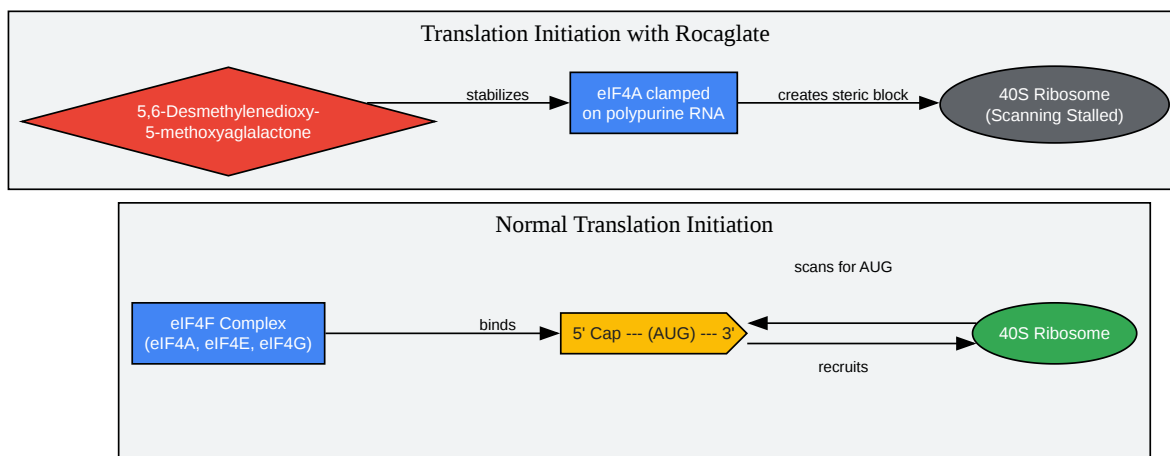 Translation Initiation with Rocaglate
5,6-Desmethylenedioxy-
5-methoxyaglalactone
stabilizes
eIF4A clamped
on polypurine RNA
creates steric block
40S Ribosome
(Scanning Stalled)
Normal Translation Initiation
scans for AUG
eIF4F Complex
(eIF4A, eIF4E, eIF4G)
binds
5' Cap --- (AUG) --- 3'
40S Ribosome
recruits